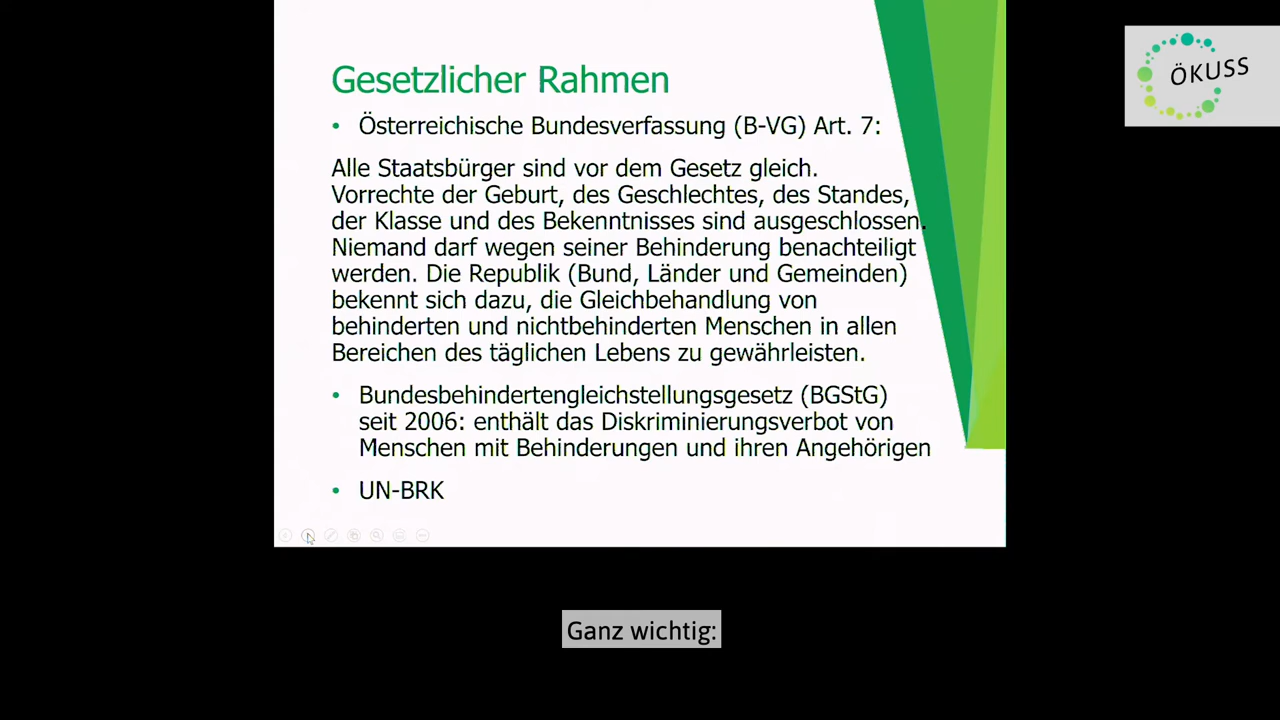 Gesetzlicher Rahmen
• Österreichische Bundesverfassung (B-VG) Art. 7:
Alle Staatsbürger sind vor dem Gesetz gleich.
Vorrechte der Geburt, des Geschlechtes, des Standes,
der Klasse und des Bekenntnisses sind ausgeschlossen.
Niemand darf wegen seiner Behinderung benachteiligt
werden. Die Republik (Bund, Länder und Gemeinden)
bekennt sich dazu, die Gleichbehandlung von
behinderten und nichtbehinderten Menschen in allen
Bereichen des täglichen Lebens zu gewährleisten.
• Bundesbehindertengleichstellungsgesetz (BGStG)
seit 2006: enthält das Diskriminierungsverbot von
Menschen mit Behinderungen und ihren Angehörigen
• UN-BRK
ÖKUSS
Ganz wichtig: